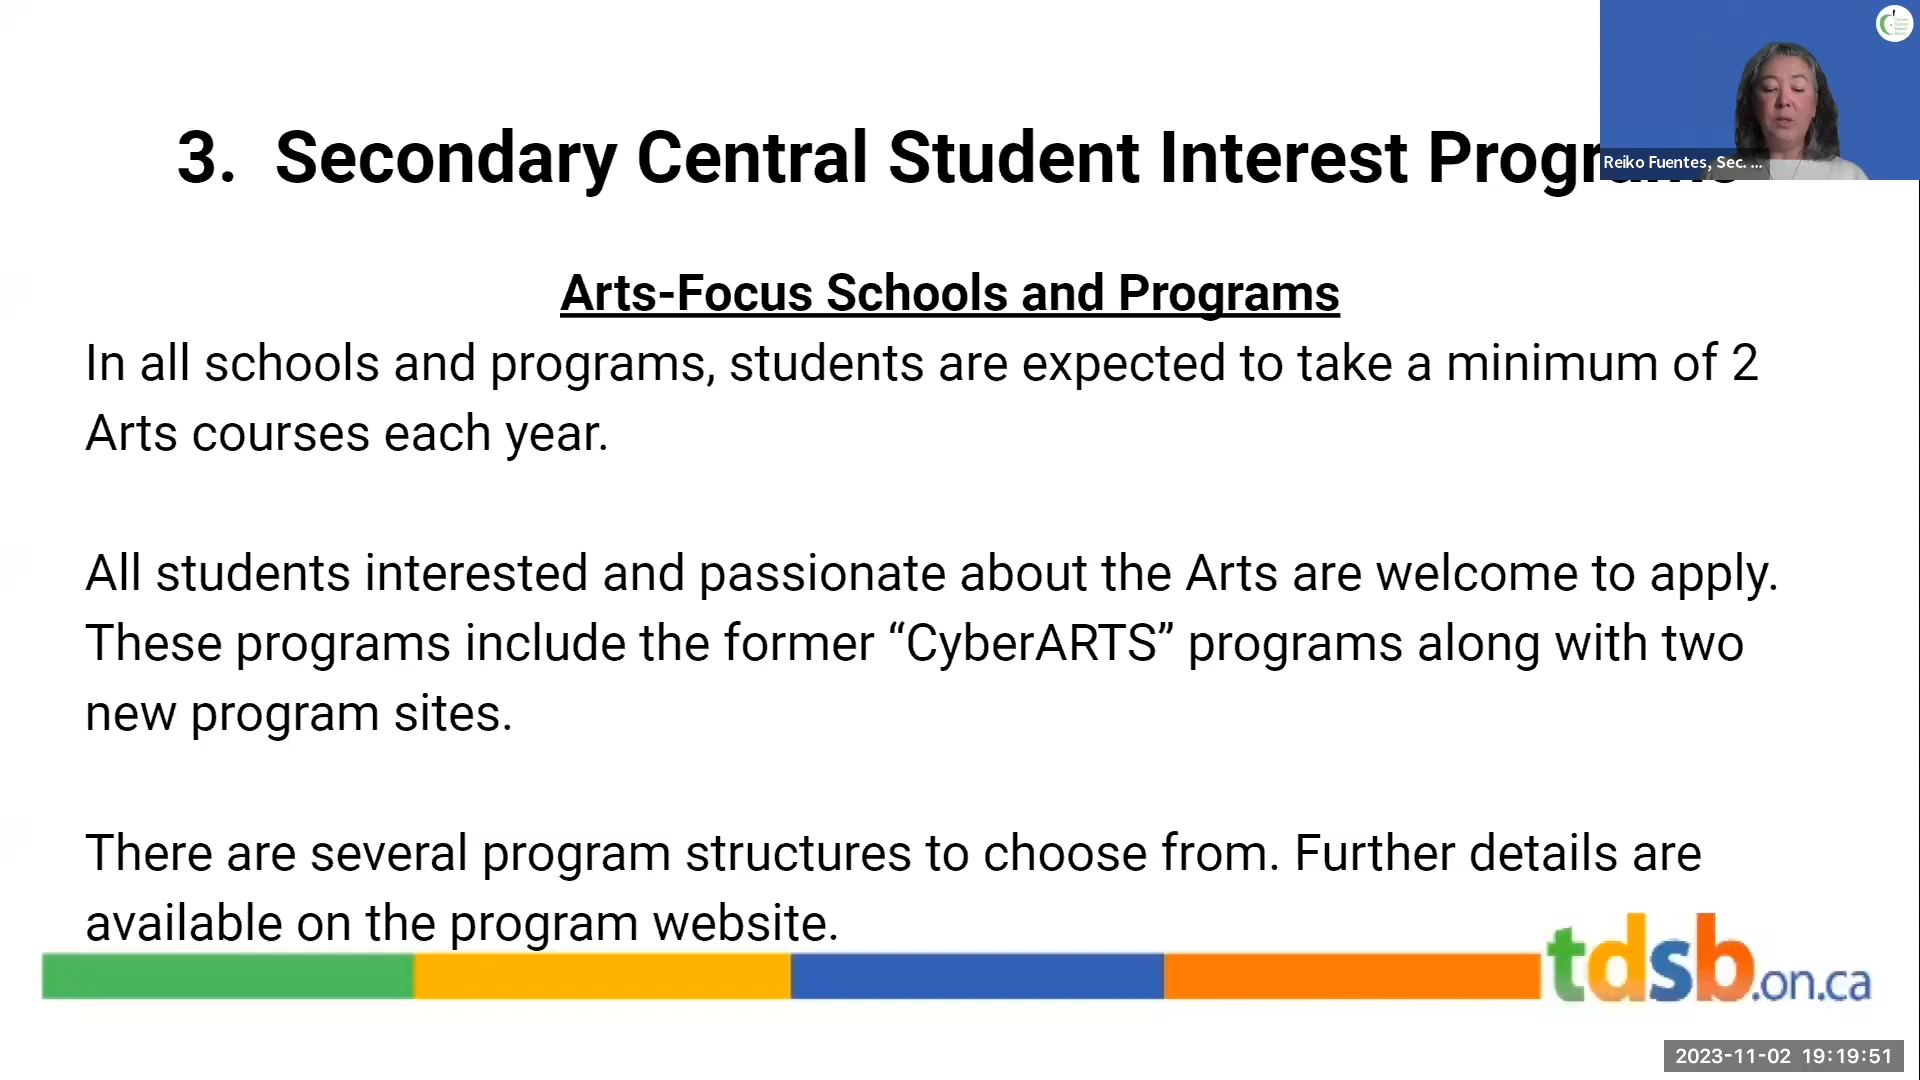 3. Secondary Central Student Interest Programs
Reiko Fuentes, Sec. ...
Arts-Focus Schools and Programs
In all schools and programs, students are expected to take a minimum of 2
Arts courses each year.
All students interested and passionate about the Arts are welcome to apply.
These programs include the former “CyberARTS” programs along with two
new program sites.
There are several program structures to choose from. Further details are
available on the program website.
tdsb.on.ca
2023-11-02 19:19:51